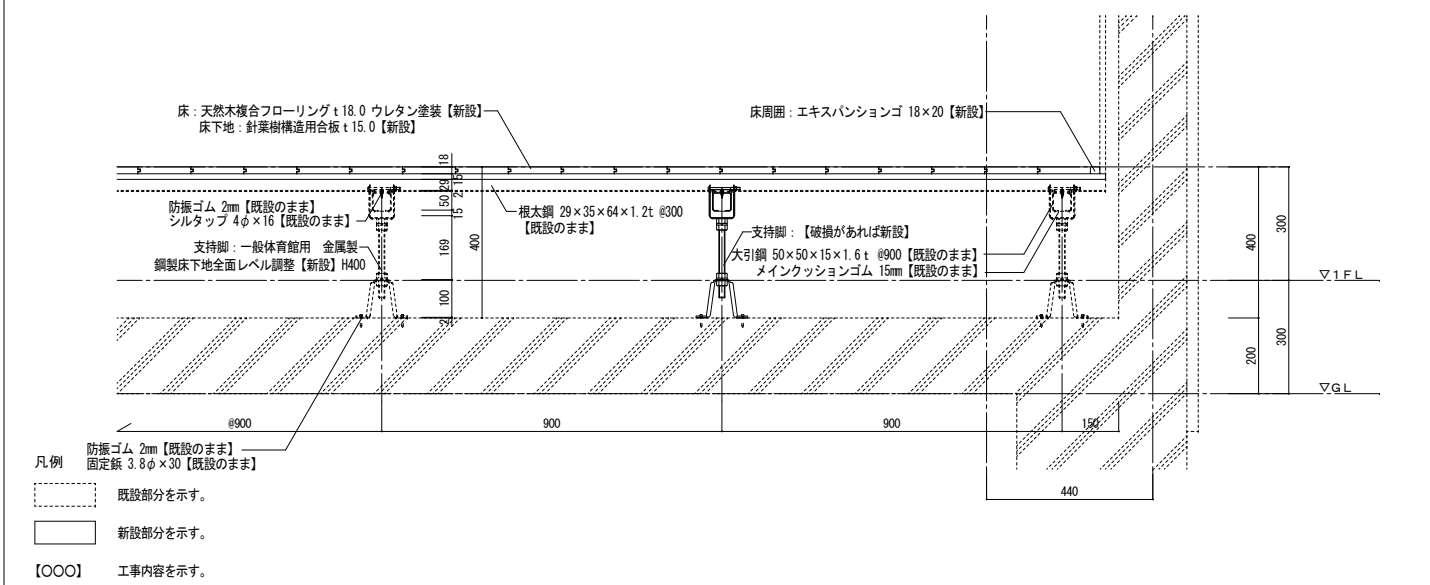 床：天然木複合フローリングｔ18.0 ウレタン塗装【新設】
床下地：針葉樹構造用合板ｔ15.0【新設】
床周囲：エキスパンションゴ 18×20【新設】
18
15
29
2
50
15
169
100
2
400
防振ゴム 2㎜【既設のまま】
シルタップ 4φ×16【既設のまま】
支持脚：一般体育館用　金属製
鋼製床下地全面レベル調整【新設】H400
根太鋼 29×35×64×1.2t @300
【既設のまま】
支持脚：【破損があれば新設】
大引鋼 50×50×15×1.6ｔ @900【既設のまま】
メインクッションゴム 15㎜【既設のまま】
400
300
▽1ＦＬ
200
300
▽ＧＬ
@900
900
900
150
440
防振ゴム 2㎜【既設のまま】
固定鋲 3.8φ×30【既設のまま】
凡例
既設部分を示す。
新設部分を示す。
【○○○】 工事内容を示す。